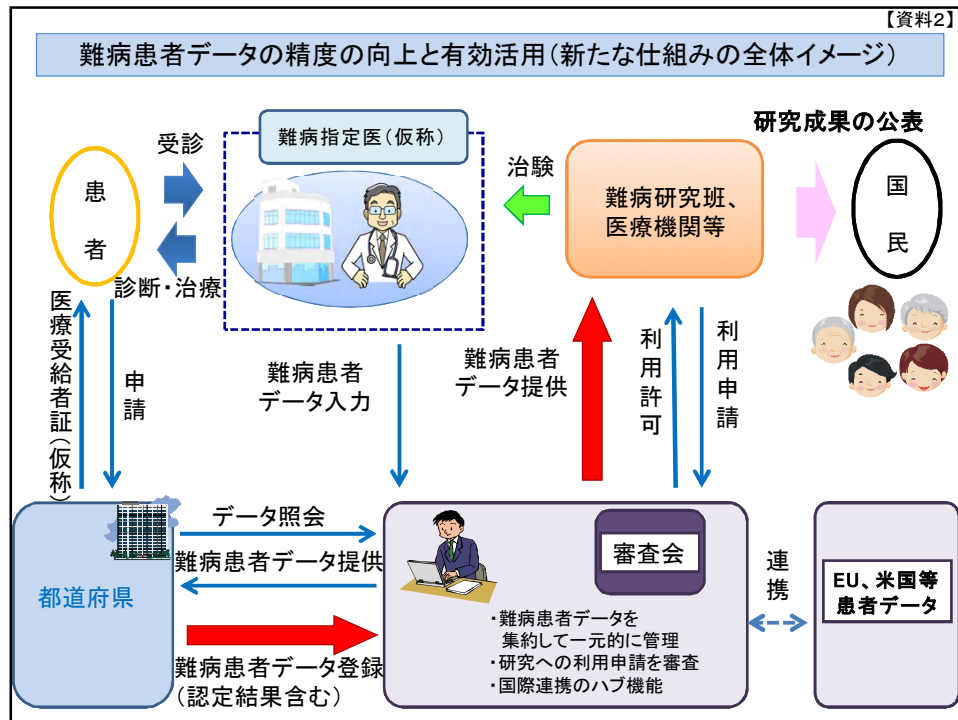 【資料2】
難病患者データの精度の向上と有効活用(新たな仕組みの全体イメージ)
患者
受診
診断・治療
難病指定医(仮称)
治験
難病研究班、
医療機関等
研究成果の公表
国民
医療受給者証(仮称)
申請
難病患者
データ入力
難病患者
データ提供
利用許可
利用申請
都道府県
データ照会
難病患者データ提供
難病患者データ登録
(認定結果含む)
審査会
・難病患者データを
集約して一元的に管理
・研究への利用申請を審査
・国際連携のハブ機能
連携
EU、米国等
患者データ